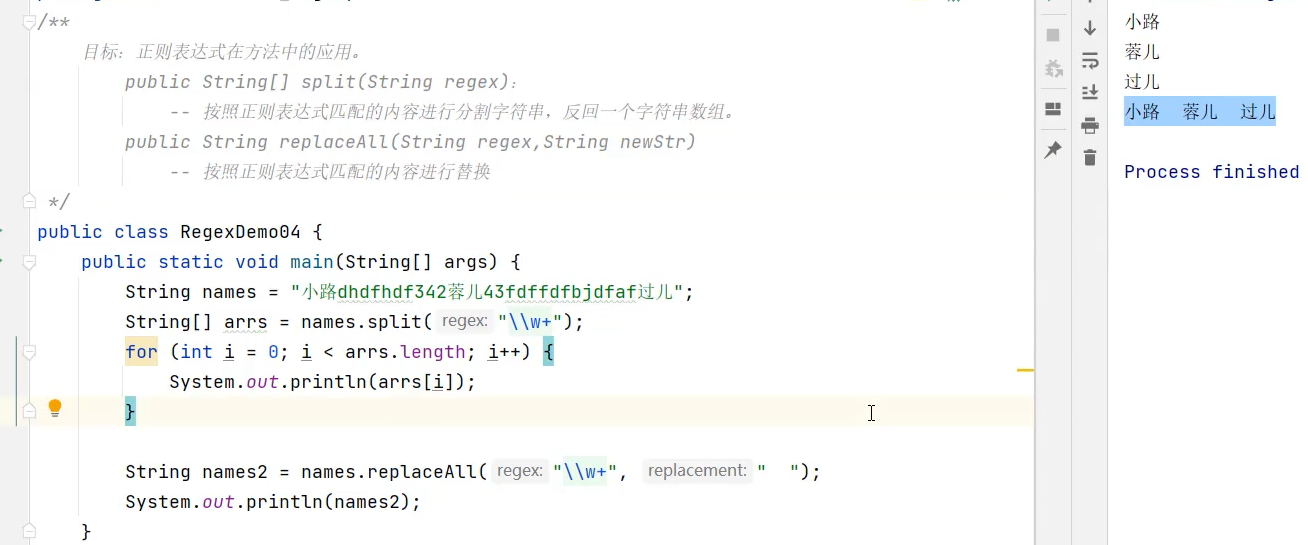 /**
目标：正则表达式在方法中的应用。
public String[] split(String regex)：
-- 按照正则表达式匹配的内容进行分割字符串，反回一个字符串数组。
public String replaceAll(String regex,String newStr)
-- 按照正则表达式匹配的内容进行替换
*/
public class RegexDemo04 {
public static void main(String[] args) {
String names = "小路dhdfhdf342蓉儿43fdffdfbjdfaf过儿";
String[] arrs = names.split( regex: "\\w+");
for (int i = 0; i < arrs.length; i++) {
System.out.println(arrs[i]);
}
String names2 = names.replaceAll( regex: "\\w+", replacement: "  ");
System.out.println(names2);
}
小路
蓉儿
过儿
小路  蓉儿  过儿
Process finished